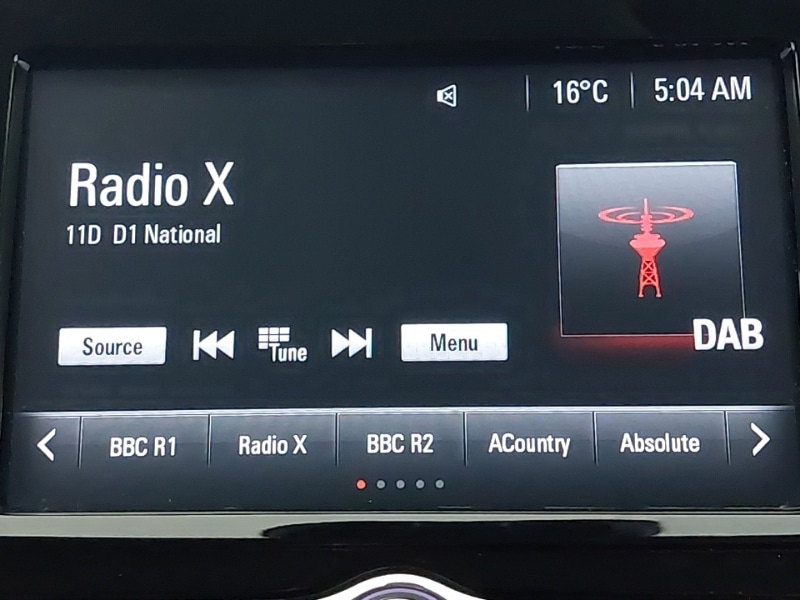 16°C 5:04 AM
Radio X
11D D1 National
DAB
Source Tune Menu
BBC R1 Radio X BBC R2 ACountry Absolute